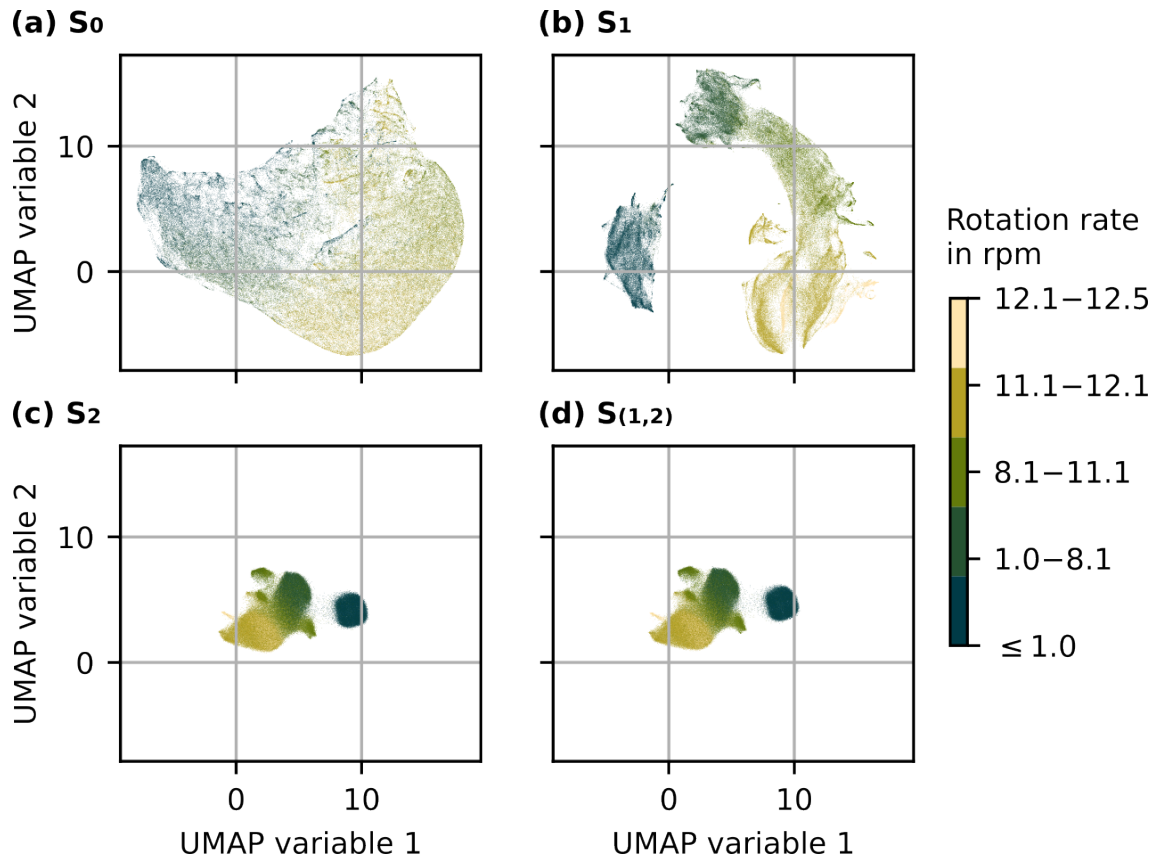 (a) S₀
(b) S₁
UMAP variable 2
10
0
Rotation rate
in rpm
12.1−12.5
11.1−12.1
8.1−11.1
1.0−8.1
≤ 1.0
(c) S₂
(d) S₍₁,₂₎
UMAP variable 2
10
0
0
10
0
10
UMAP variable 1
UMAP variable 1